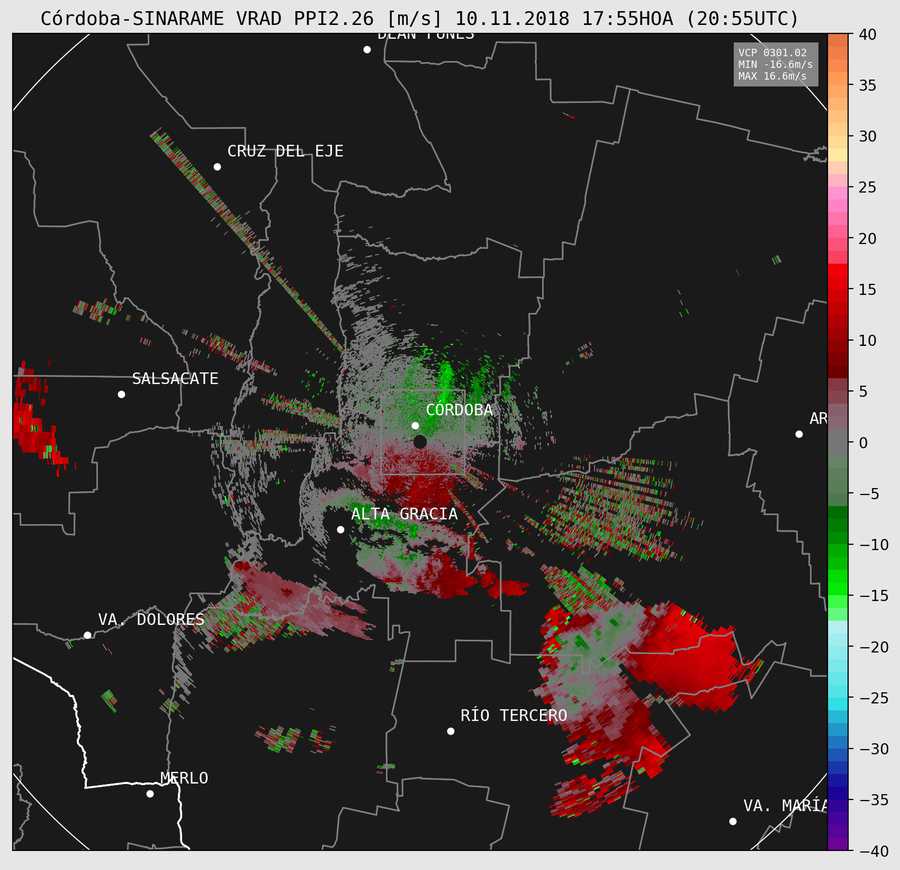 Córdoba-SINARAME VRAD PPI2.26 [m/s] 10.11.2018 17:55HOA (20:55UTC)
DEAN FUNES
VCP 0301.02
MIN -16.6m/s
MAX 16.6m/s
CRUZ DEL EJE
SALSACATE
CÓRDOBA
AR
ALTA GRACIA
VA. DOLORES
RÍO TERCERO
MERLO
VA. MARÍA
40
35
30
25
20
15
10
5
0
−5
−10
−15
−20
−25
−30
−35
−40